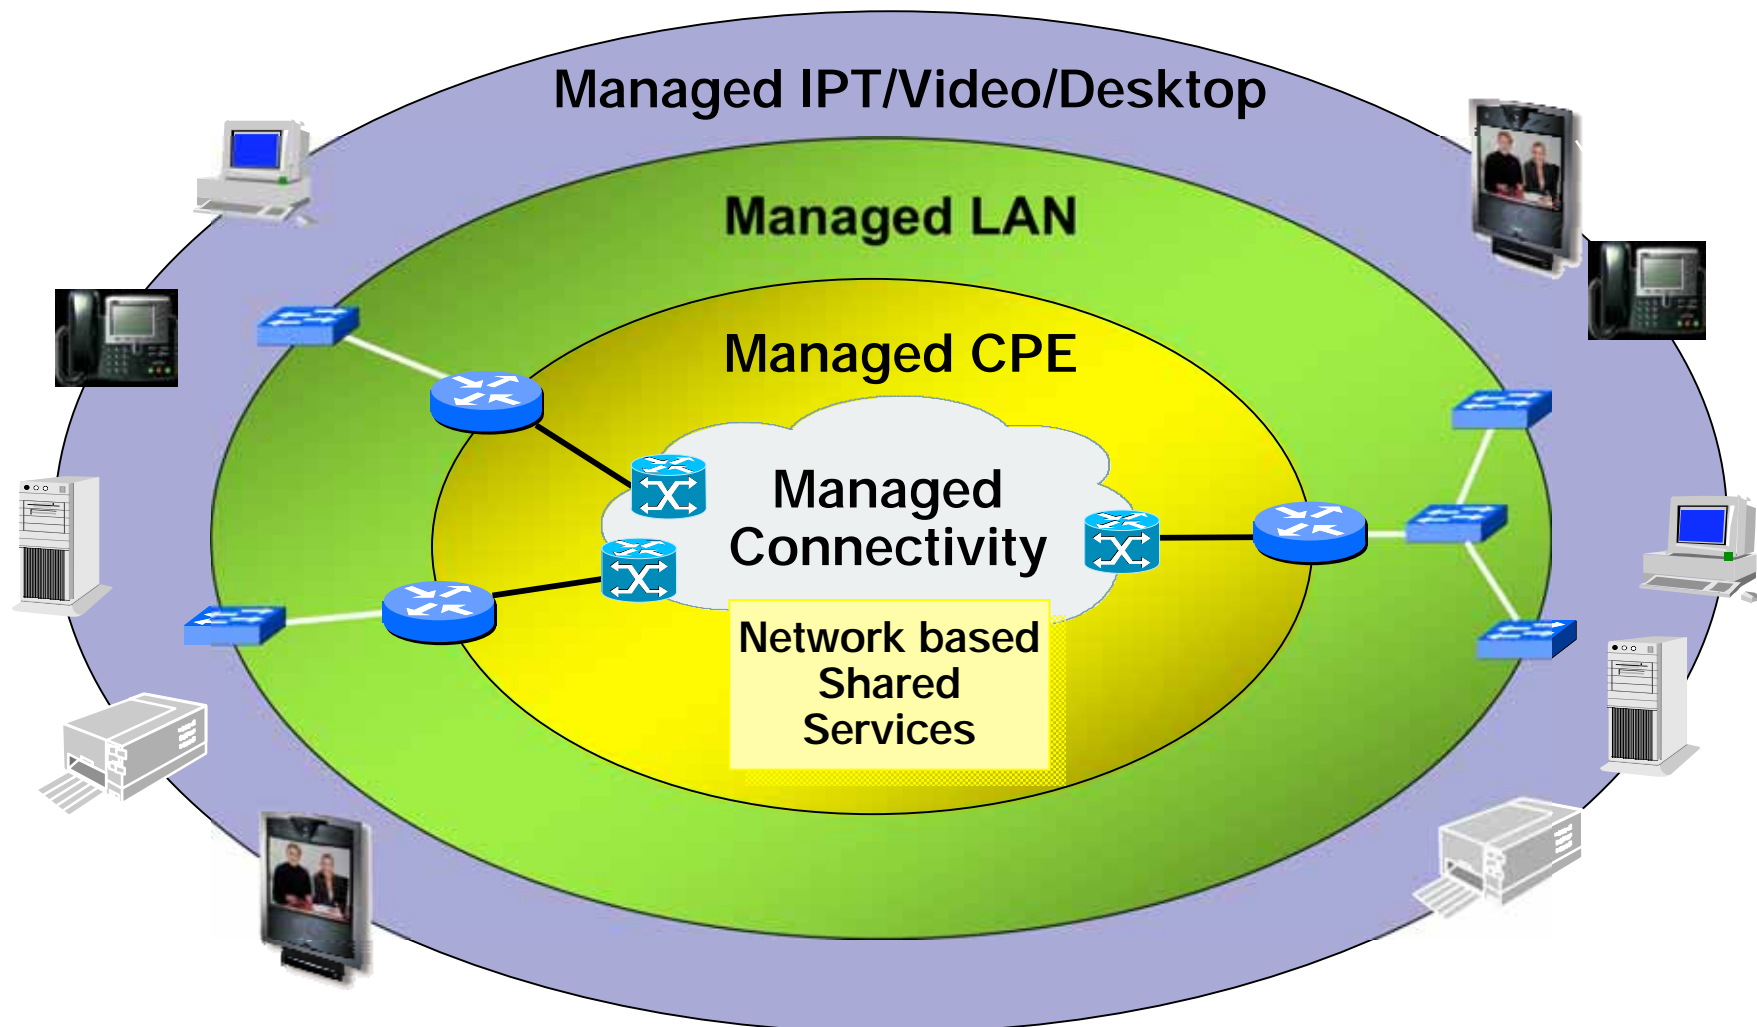 Managed IPT/Video/Desktop
Managed LAN
Managed CPE
Managed
Connectivity
Network based
Shared
Services